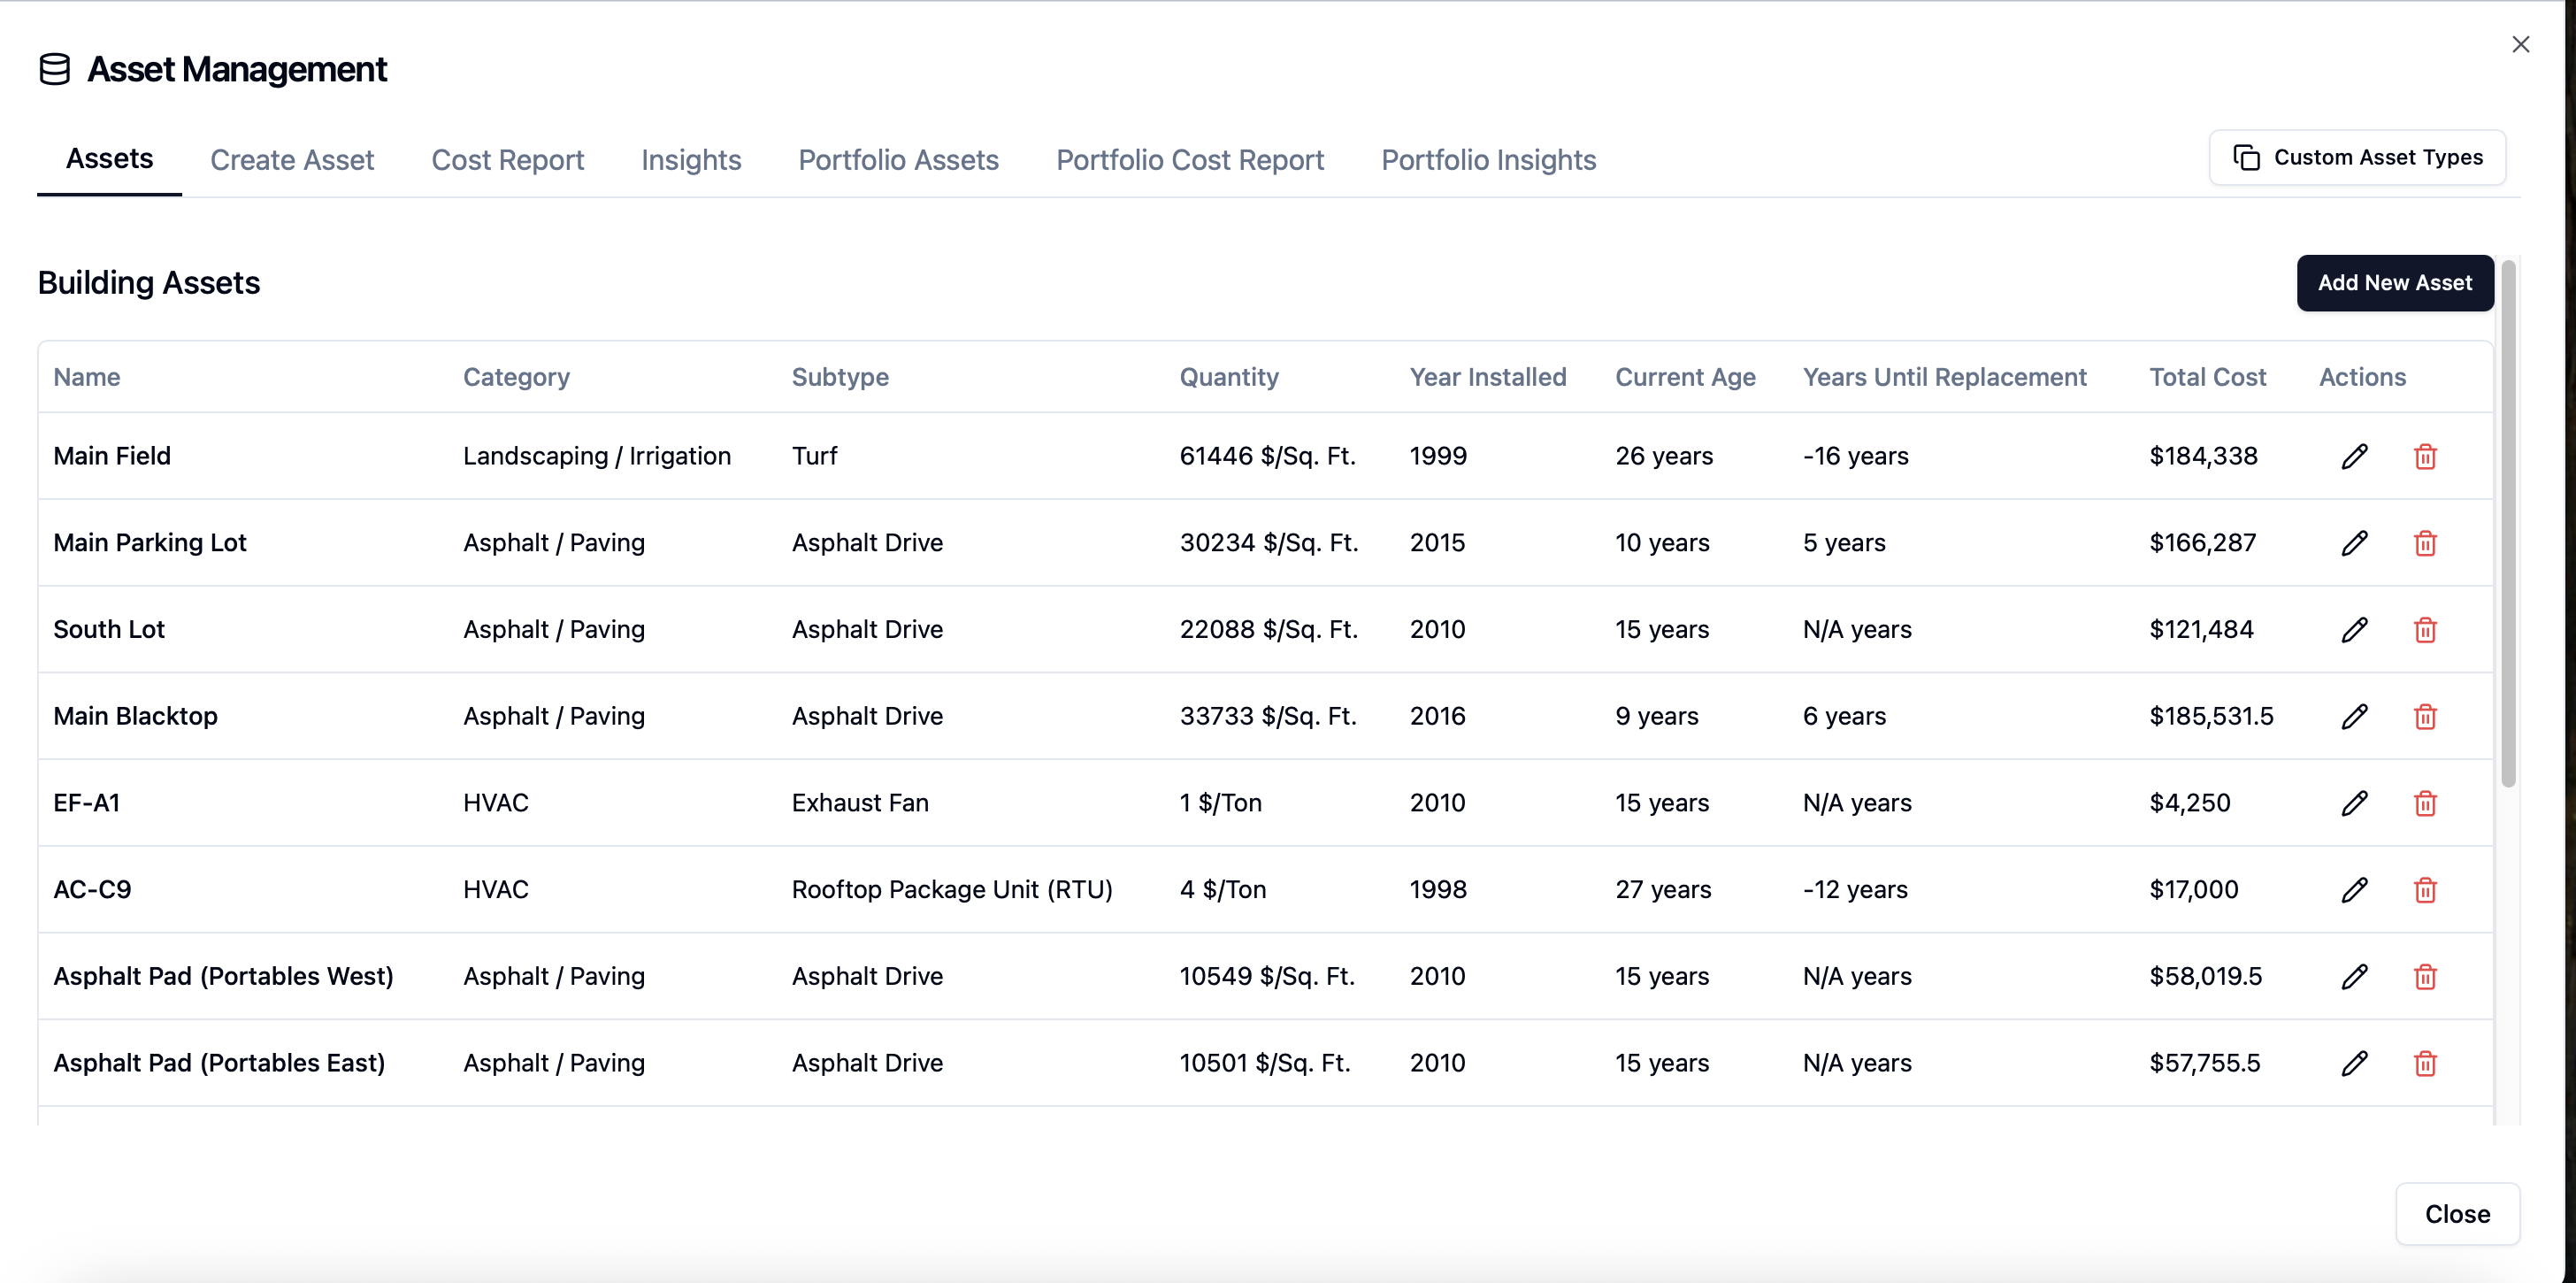 Asset Management
Assets Create Asset Cost Report Insights Portfolio Assets Portfolio Cost Report Portfolio Insights Custom Asset Types
Building Assets Add New Asset
Name Category Subtype Quantity Year Installed Current Age Years Until Replacement Total Cost Actions
Main Field Landscaping / Irrigation Turf 61446 $/Sq. Ft. 1999 26 years -16 years $184,338
Main Parking Lot Asphalt / Paving Asphalt Drive 30234 $/Sq. Ft. 2015 10 years 5 years $166,287
South Lot Asphalt / Paving Asphalt Drive 22088 $/Sq. Ft. 2010 15 years N/A years $121,484
Main Blacktop Asphalt / Paving Asphalt Drive 33733 $/Sq. Ft. 2016 9 years 6 years $185,531.5
EF-A1 HVAC Exhaust Fan 1 $/Ton 2010 15 years N/A years $4,250
AC-C9 HVAC Rooftop Package Unit (RTU) 4 $/Ton 1998 27 years -12 years $17,000
Asphalt Pad (Portables West) Asphalt / Paving Asphalt Drive 10549 $/Sq. Ft. 2010 15 years N/A years $58,019.5
Asphalt Pad (Portables East) Asphalt / Paving Asphalt Drive 10501 $/Sq. Ft. 2010 15 years N/A years $57,755.5
Close